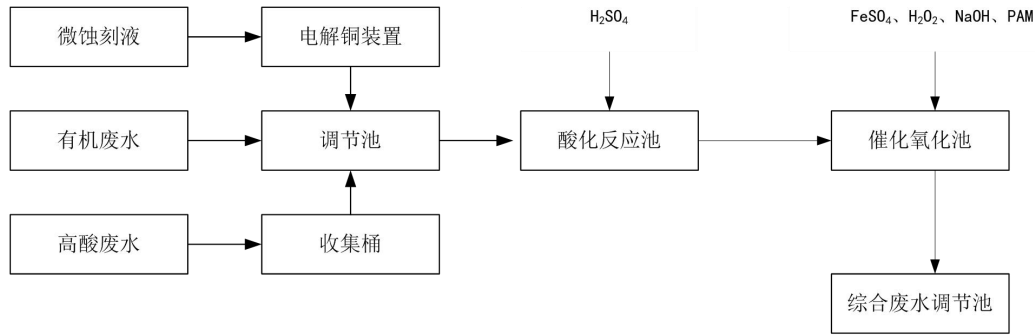 H₂SO₄
FeSO₄、H₂O₂、NaOH、PAM
微蚀刻液
电解铜装置
有机废水
调节池
酸化反应池
催化氧化池
高酸废水
收集桶
综合废水调节池